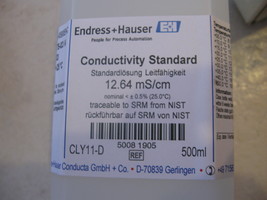 Endress+Hauser EH
People for Process Automation
Conductivity Standard
Standardlösung Leitfähigkeit
12.64 mS/cm
nominal + ± 0.5% (25.0°C)
traceable to SRM from NIST
rückführbar auf SRM von NIST
5008 1905
CLY11-D
REF
500ml
Conducta GmbH+Co. • D-70839 Gerlingen •